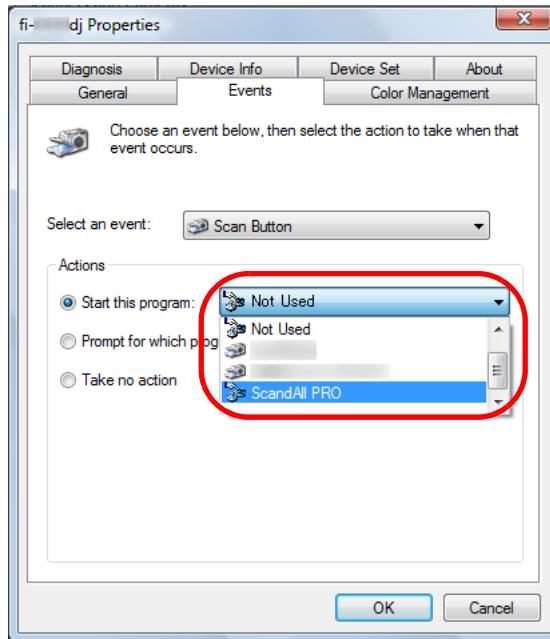 fi-
dj Properties
Diagnosis
Device Info
Device Set
About
General
Events
Color Management
Choose an event below, then select the action to take when that
event occurs.
Select an event:
Scan Button
Actions
Start this program:
Not Used
Not Used
Prompt for which prog
Take no action
ScandAll PRO
OK
Cancel